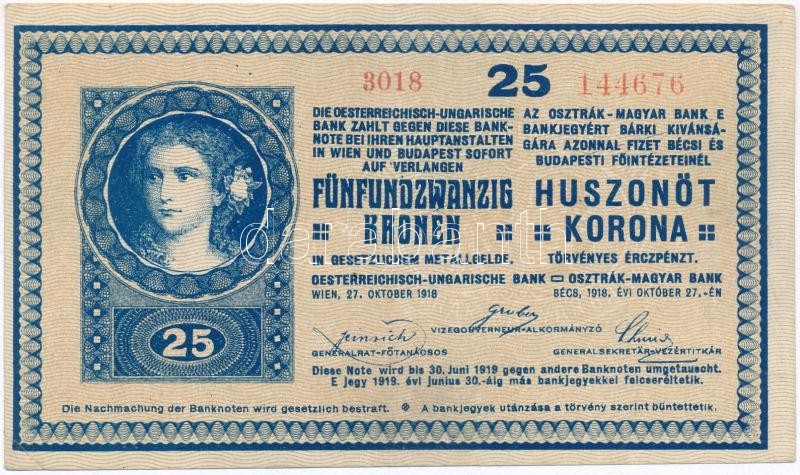 3018 25 144676
DIE OESTERREICHISCH-UNGARISCHE
BANK ZAHLT GEGEN DIESE BANK-
NOTE BEI IHREN HAUPTANSTALTEN
IN WIEN UND BUDAPEST SOFORT
AUF VERLANGEN
FÜNFUNDZWANZIG
KRONEN
IN GESETZLICHEM METALLGELDE,
OESTERREICHISCH-UNGARISCHE BANK
WIEN, 27. OKTOBER 1918
AZ OSZTRÁK-MAGYAR BANK E
BANKJEGYÉRT BÁRKI KIVÁNSÁ-
GÁRA AZONNAL FIZET BÉCSI ÉS
BUDAPESTI FŐINTÉZETEINÉL
HUSZONÖT
KORONA
TÖRVÉNYES ÉRCZPÉNZT.
OSZTRÁK-MAGYAR BANK
BÉCS, 1918. ÉVI OKTÓBER 27.-ÉN
Gruber
VIZEGOUVERNEUR-ALKORMÁNYZÓ
GENERALRAT-FŐTANÁCSOS
GENERALSEKRETÄR-VEZÉRTITKÁR
25
Diese Note wird bis 30. Juni 1919 gegen andere Banknoten umgetauscht.
E jegy 1919. évi junius 30.-áig más bankjegyekkel felcseréltetik.
Die Nachmachung der Banknoten wird gesetzlich bestraft. A bankjegyek utánzása a törvény szerint büntettetik.
darabanth